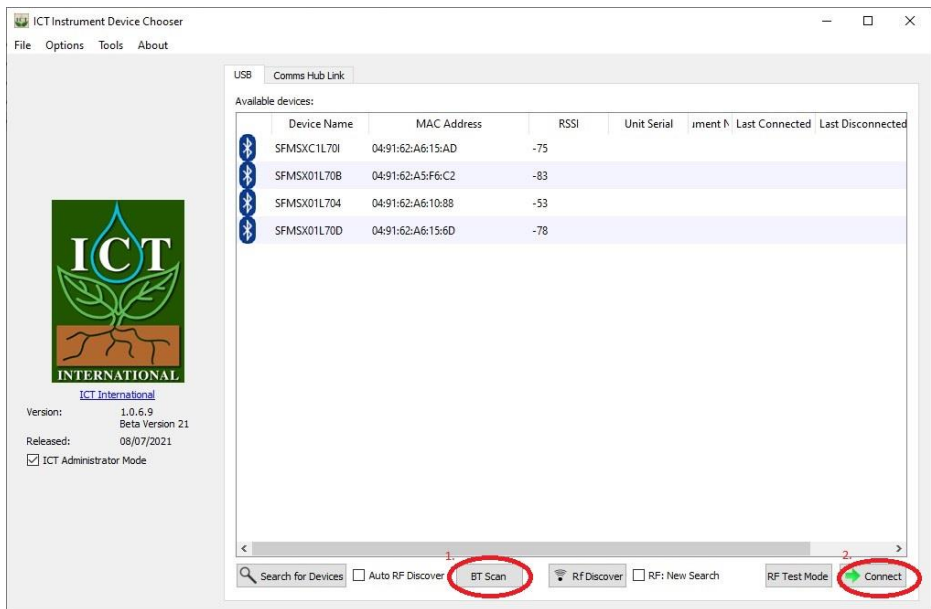 ICT Instrument Device Chooser
File Options Tools About
USB Comms Hub Link
Available devices:
Device Name MAC Address RSSI Unit Serial ıment N Last Connected Last Disconnected
SFMSXC1L70I 04:91:62:A6:15:AD -75
SFMSX01L70B 04:91:62:A5:F6:C2 -83
SFMSX01L704 04:91:62:A6:10:88 -53
SFMSX01L70D 04:91:62:A6:15:6D -78
ICT
INTERNATIONAL
ICT International
Version: 1.0.6.9
Beta Version 21
Released: 08/07/2021
ICT Administrator Mode
1. 2.
Search for Devices Auto RF Discover BT Scan Rf Discover RF: New Search RF Test Mode Connect